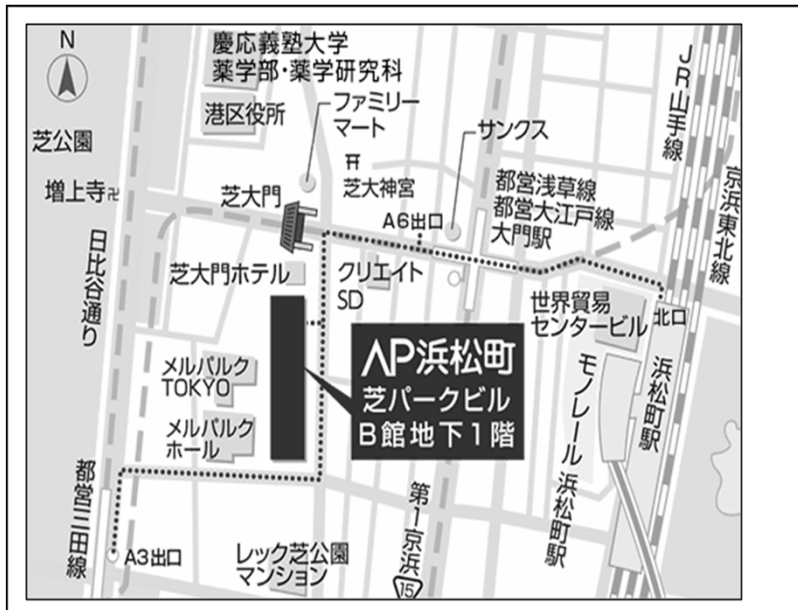 N
慶応義塾大学
薬学部・薬学研究科
港区役所
ファミリー
マート
サンクス
JR山手線
京浜東北線
芝公園
増上寺卍
芝大門
芝大神宮
A6出口
都営浅草線
都営大江戸線
大門駅
日比谷通り
芝大門ホテル
クリエイト
SD
世界貿易
センタービル
北口
浜松町駅
モノレール 浜松町駅
AP浜松町
芝パークビル
B館地下1階
メルパルク
TOKYO
メルパルク
ホール
都営三田線
A3出口
レック芝公園
マンション
第1京浜
15